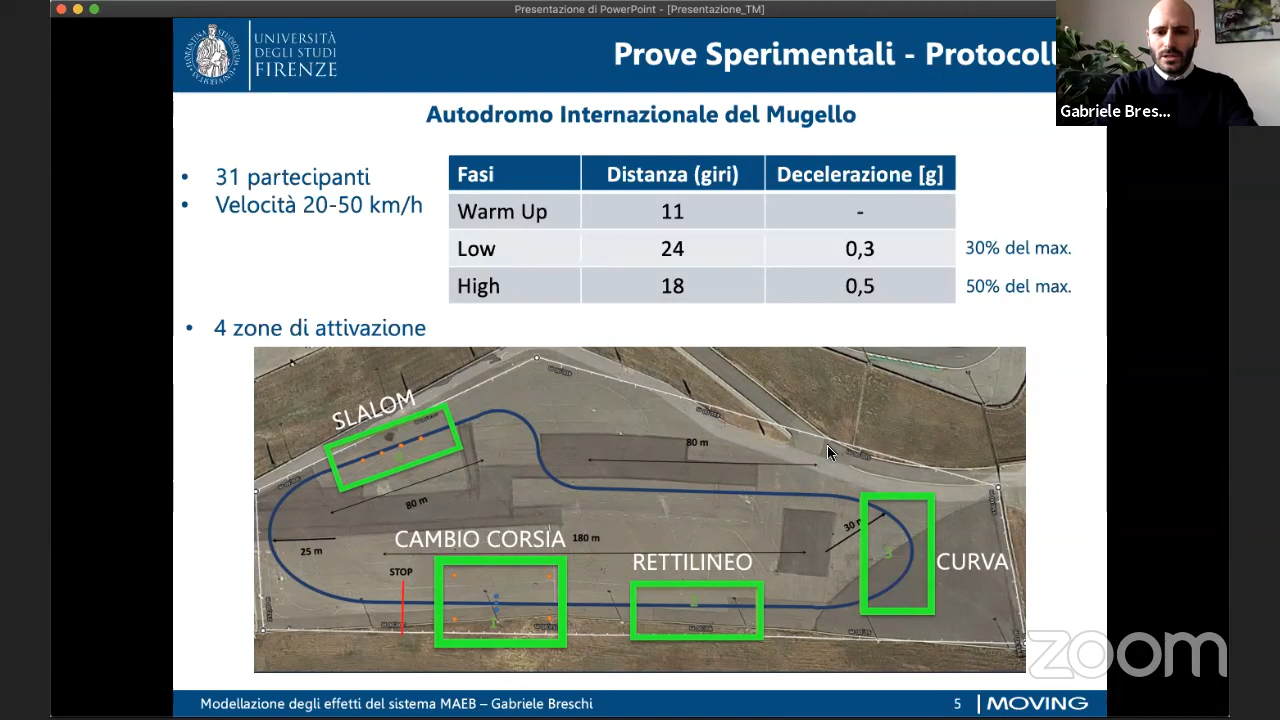 Presentazione di PowerPoint - [Presentazione_TM]
UNIVERSITÀ
DEGLI STUDI
FIRENZE
Prove Sperimentali - Protocoll
Gabriele Bres...
Autodromo Internazionale del Mugello
• 31 partecipanti
• Velocità 20-50 km/h
Fasi Distanza (giri) Decelerazione [g]
Warm Up 11 -
Low 24 0,3 30% del max.
High 18 0,5 50% del max.
• 4 zone di attivazione
SLALOM
80 m
80 m
30 m
CAMBIO CORSIA
180 m
25 m
RETTILINEO
CURVA
3
STOP
2
1
zoom
Modellazione degli effetti del sistema MAEB – Gabriele Breschi
5
MOVING